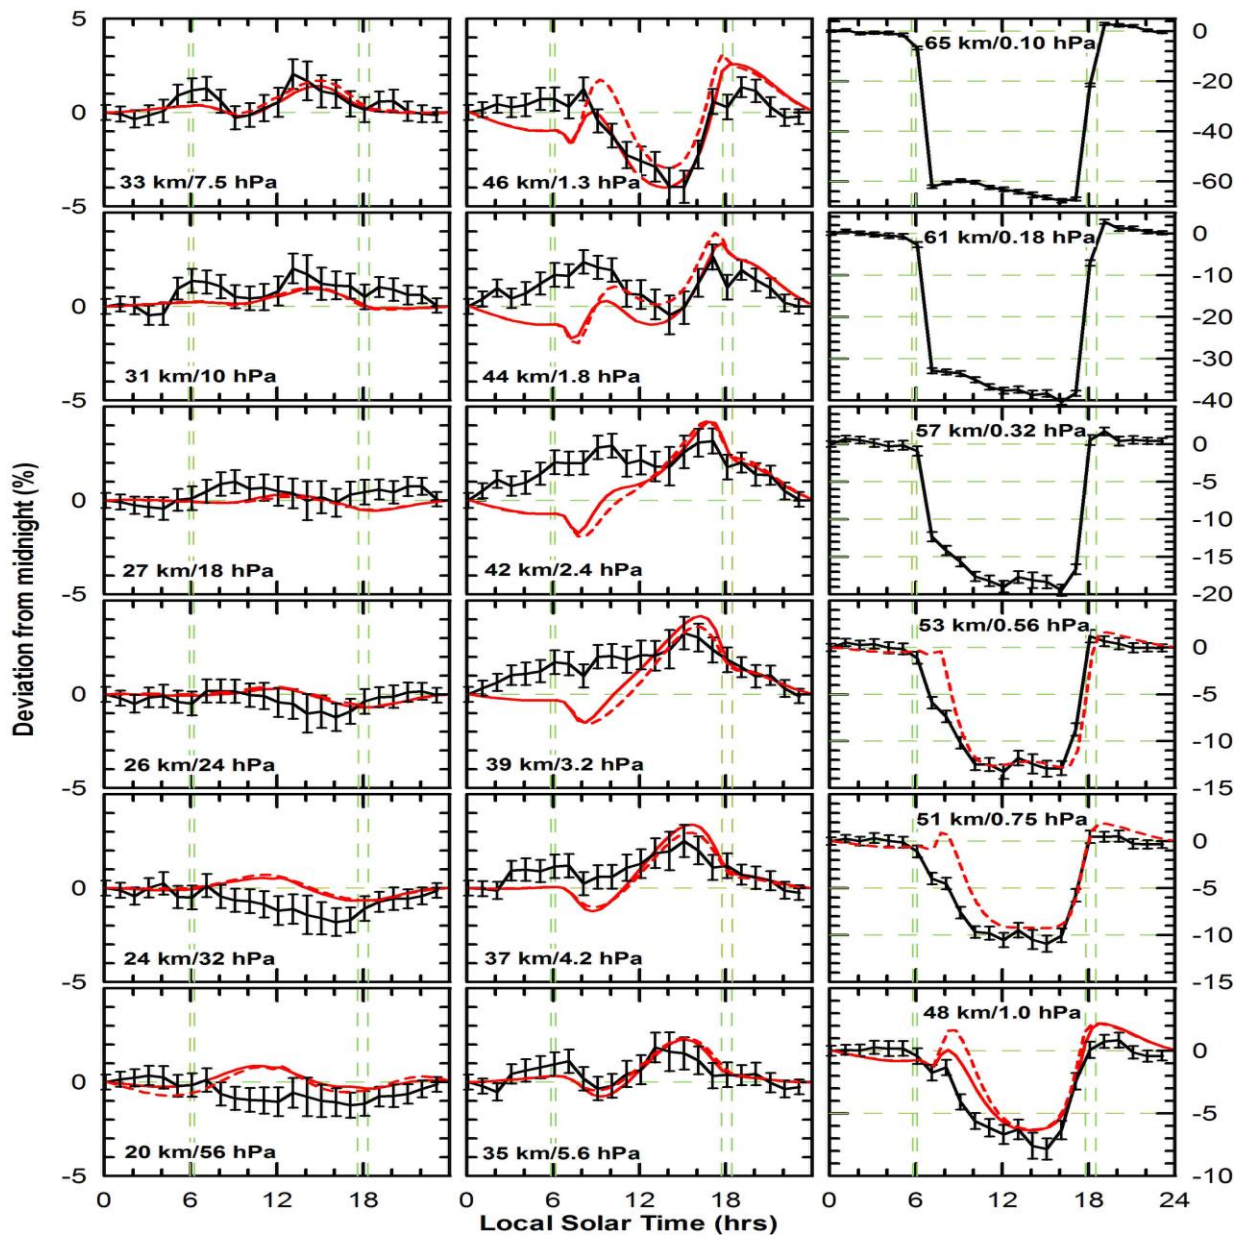 Deviation from midnight (%)
5
0
-5
33 km/7.5 hPa
46 km/1.3 hPa
65 km/0.10 hPa
0
-20
-40
-60
0
-5
31 km/10 hPa
44 km/1.8 hPa
61 km/0.18 hPa
0
-10
-20
-30
-40
0
-5
27 km/18 hPa
42 km/2.4 hPa
57 km/0.32 hPa
0
-5
-10
-15
-20
0
-5
26 km/24 hPa
39 km/3.2 hPa
53 km/0.56 hPa
0
-5
-10
-15
0
-5
24 km/32 hPa
37 km/4.2 hPa
51 km/0.75 hPa
0
-5
-10
-15
0
-5
20 km/56 hPa
35 km/5.6 hPa
48 km/1.0 hPa
0
-5
-10
0 6 12 18 0 6 12 18 0 6 12 18 24
Local Solar Time (hrs)